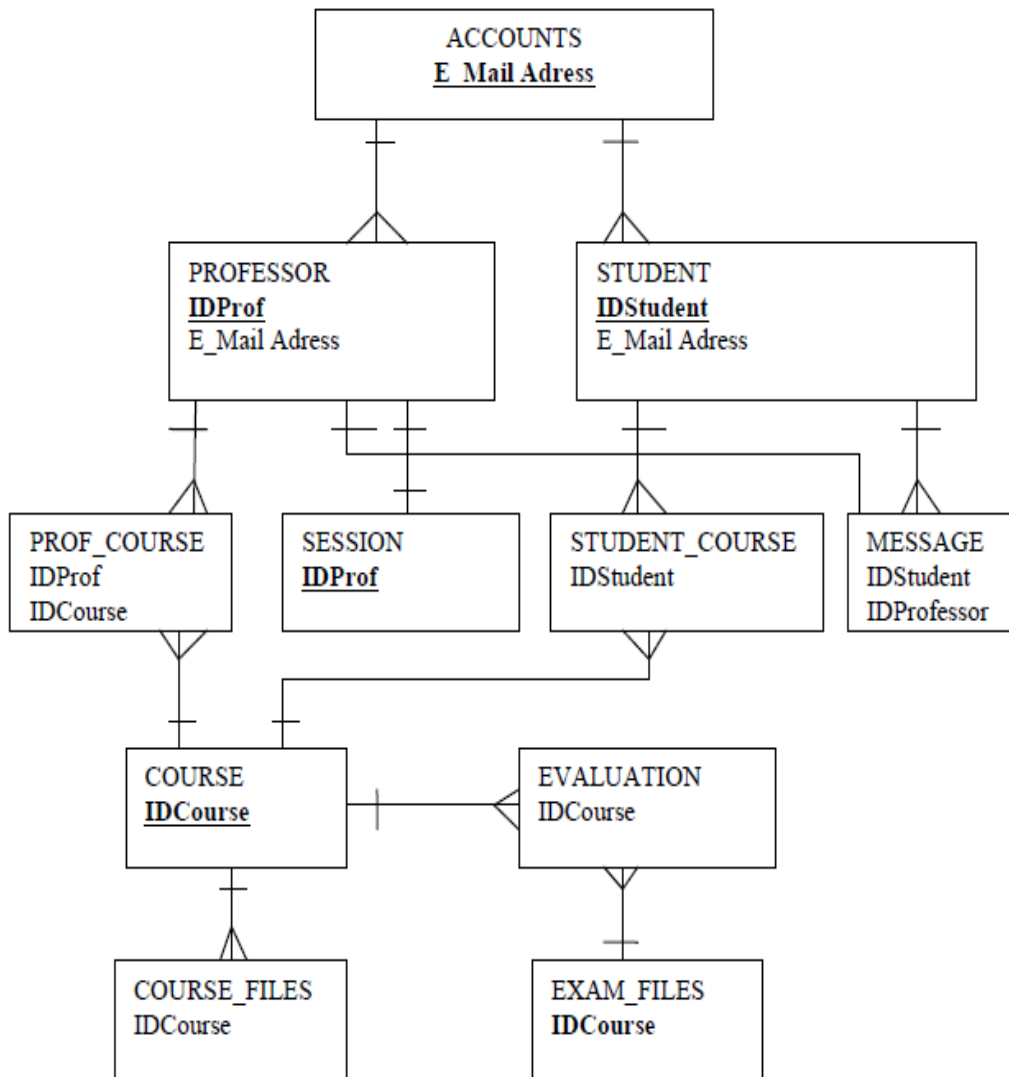 ACCOUNTS
E_Mail Adress
PROFESSOR
IDProf
E_Mail Adress
STUDENT
IDStudent
E_Mail Adress
PROF_COURSE
IDProf
IDCourse
SESSION
IDProf
STUDENT_COURSE
IDStudent
MESSAGE
IDStudent
IDProfessor
COURSE
IDCourse
EVALUATION
IDCourse
COURSE_FILES
IDCourse
EXAM_FILES
IDCourse